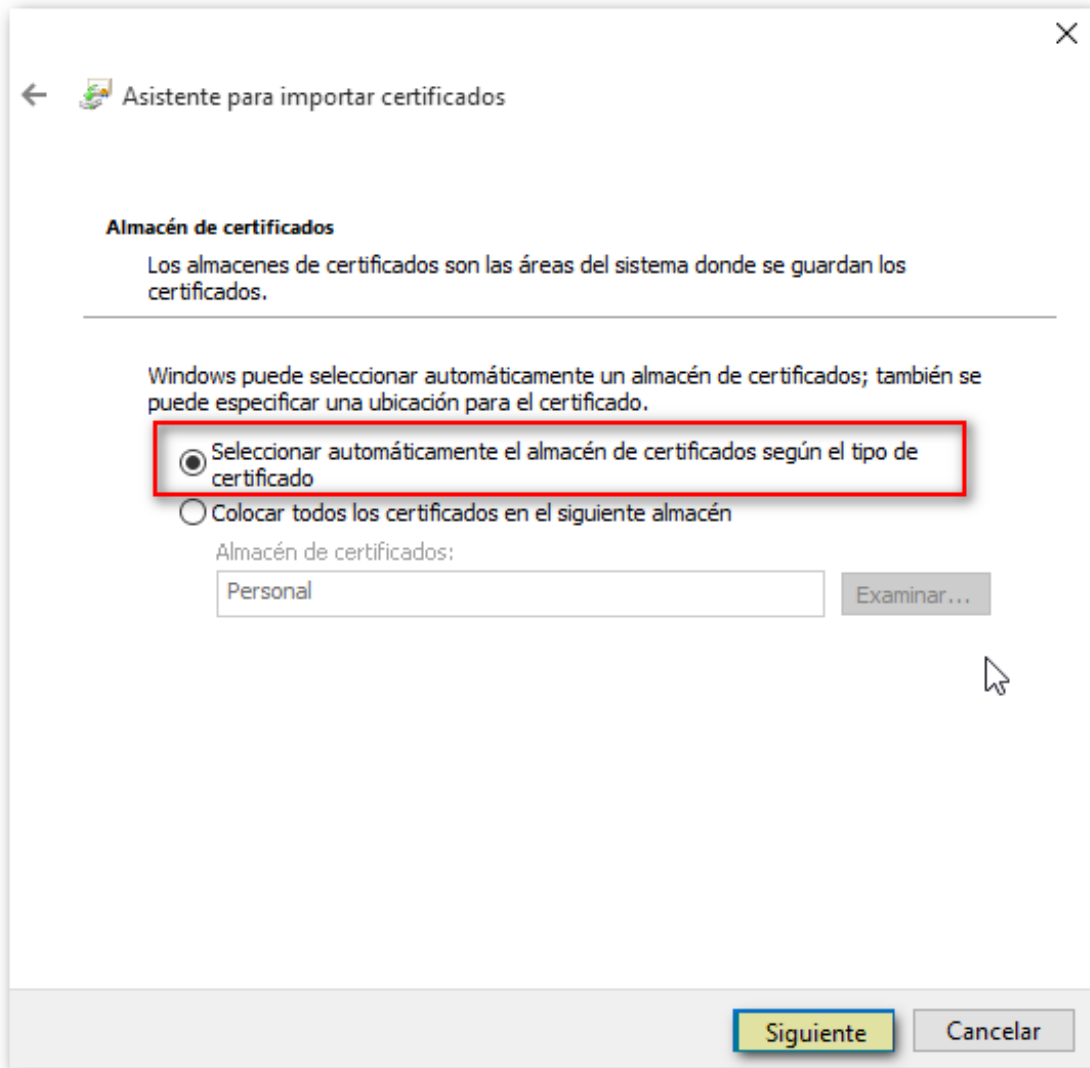 Asistente para importar certificados
Almacén de certificados
Los almacenes de certificados son las áreas del sistema donde se guardan los
certificados.
Windows puede seleccionar automáticamente un almacén de certificados; también se
puede especificar una ubicación para el certificado.
Seleccionar automáticamente el almacén de certificados según el tipo de
certificado
Colocar todos los certificados en el siguiente almacén
Almacén de certificados:
Personal
Examinar...
Siguiente
Cancelar